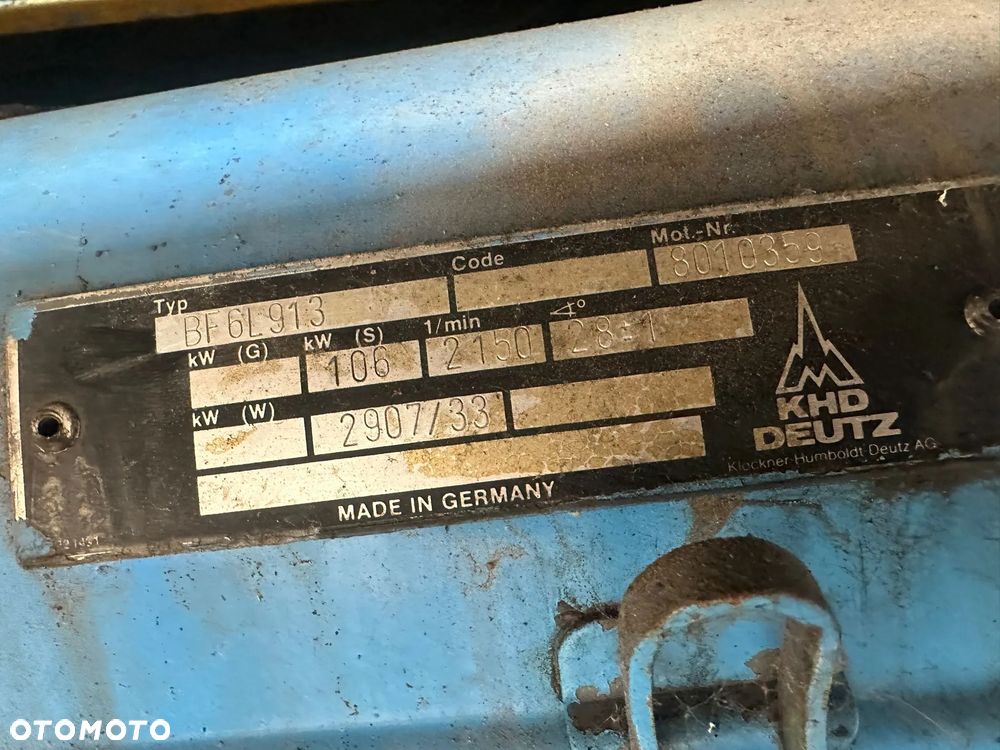 Typ BF6L913 Code Mot.-Nr. 8010359
kW (G) kW (S) 106 1/min 2150 ∢° 28±1
kW (W) 2907/33
KHD
DEUTZ
Klöckner-Humboldt-Deutz AG
MADE IN GERMANY
OTOMOTO